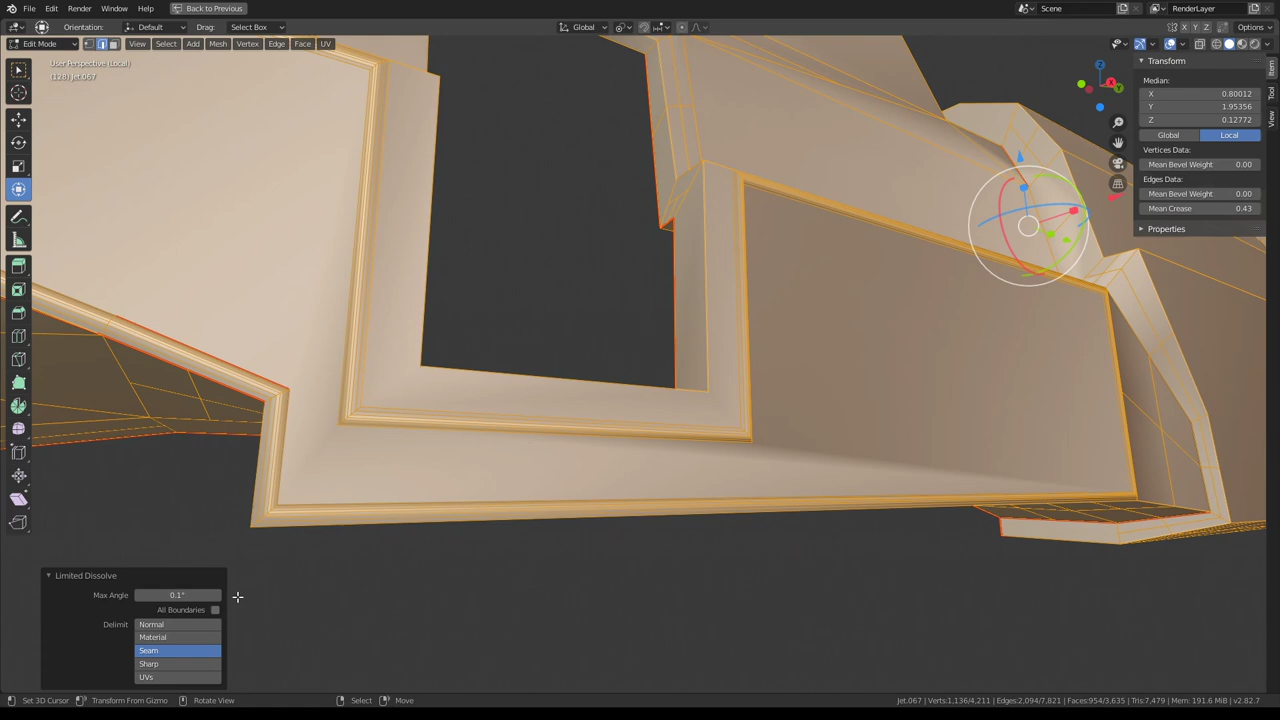 File Edit Render Window Help Back to Previous Scene RenderLayer
Orientation: Default Drag: Select Box Global X Y Z Options
Edit Mode View Select Add Mesh Vertex Edge Face UV
User Perspective (Local)
(128) Jet.067
Z
X
Y
Transform
Median:
X 0.80012
Y 1.95356
Z 0.12772
Global Local
Vertices Data:
Mean Bevel Weight 0.00
Edges Data:
Mean Bevel Weight 0.00
Mean Crease 0.43
Properties
Item
Tool
View
Limited Dissolve
Max Angle 0.1°
All Boundaries
Delimit Normal
Material
Seam
Sharp
UVs
Set 3D Cursor Transform From Gizmo Rotate View Select Move Jet.067 | Verts:1,136/4,211 | Edges:2,094/7,821 | Faces:954/3,635 | Tris:7,479 | Mem: 191.6 MiB | v2.82.7